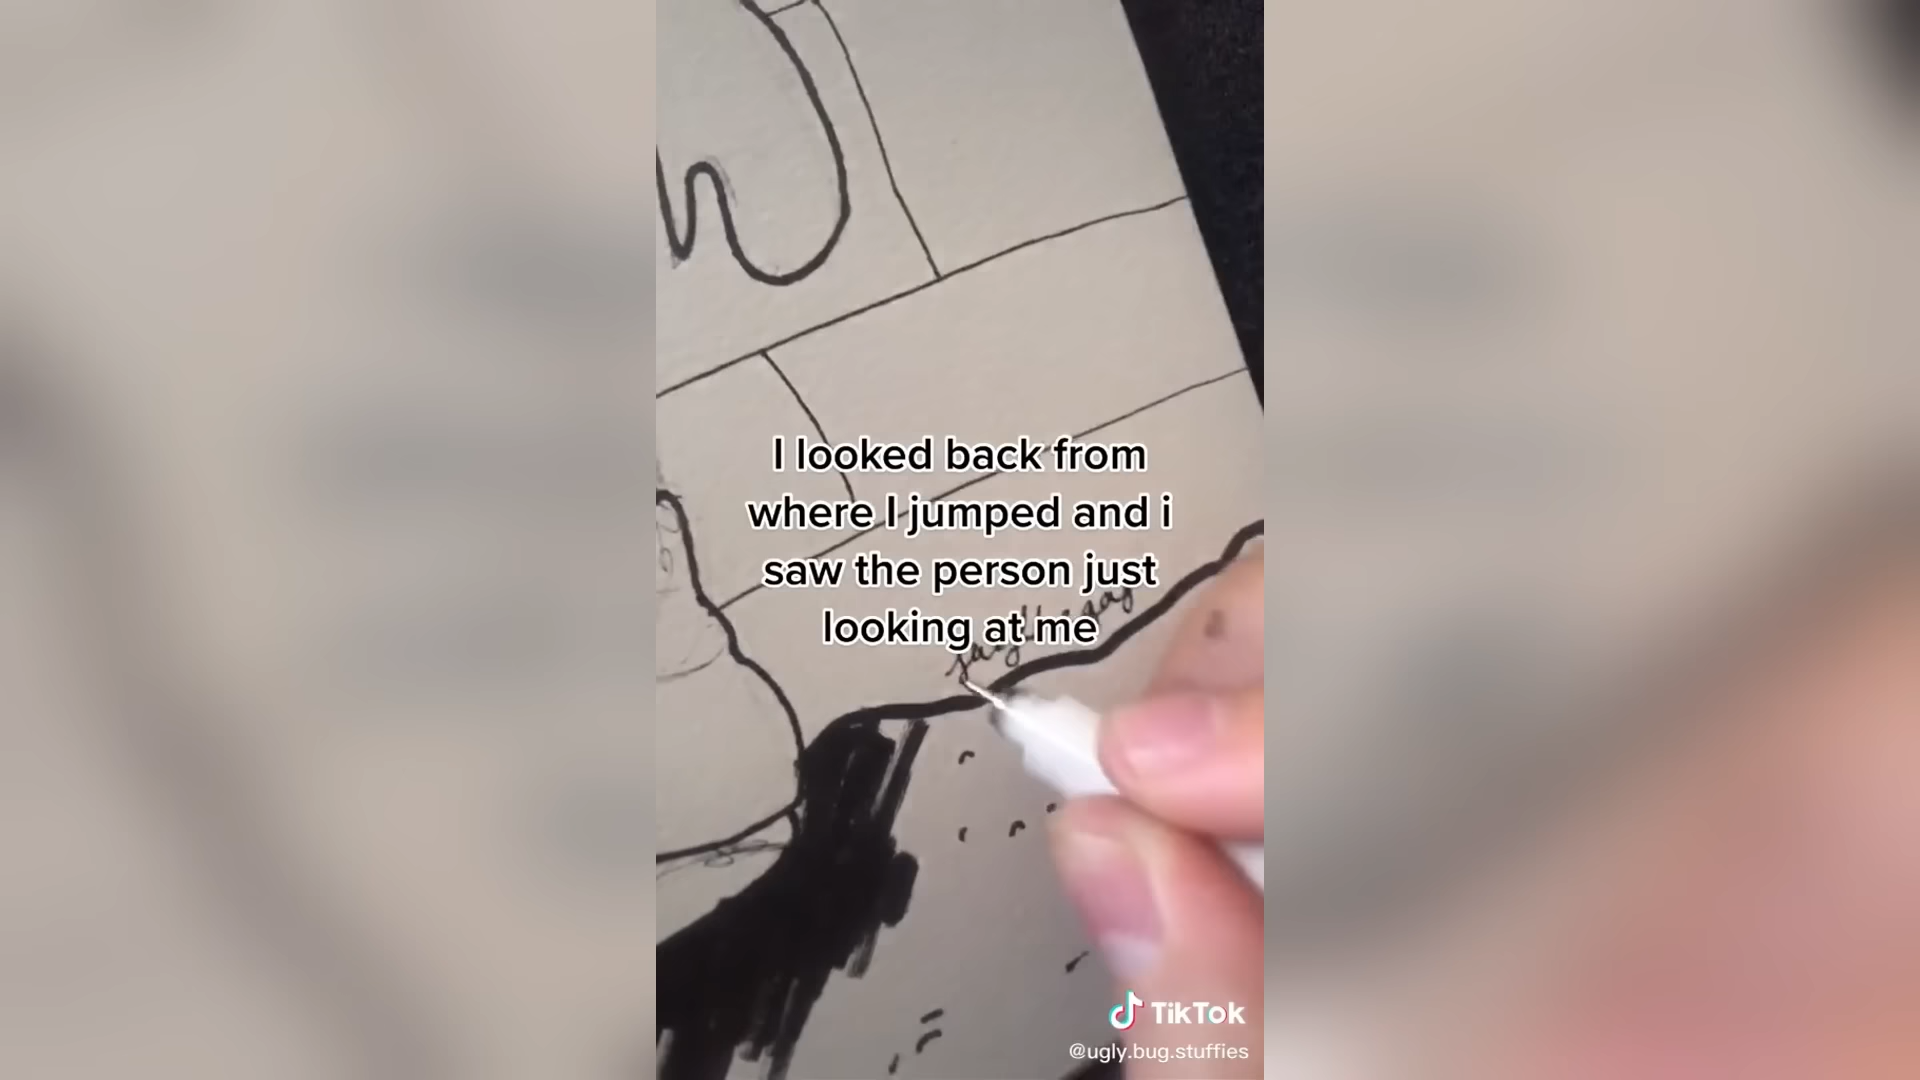 I looked back from
where I jumped and i
saw the person just
looking at me
TikTok
@ugly.bug.stuffies